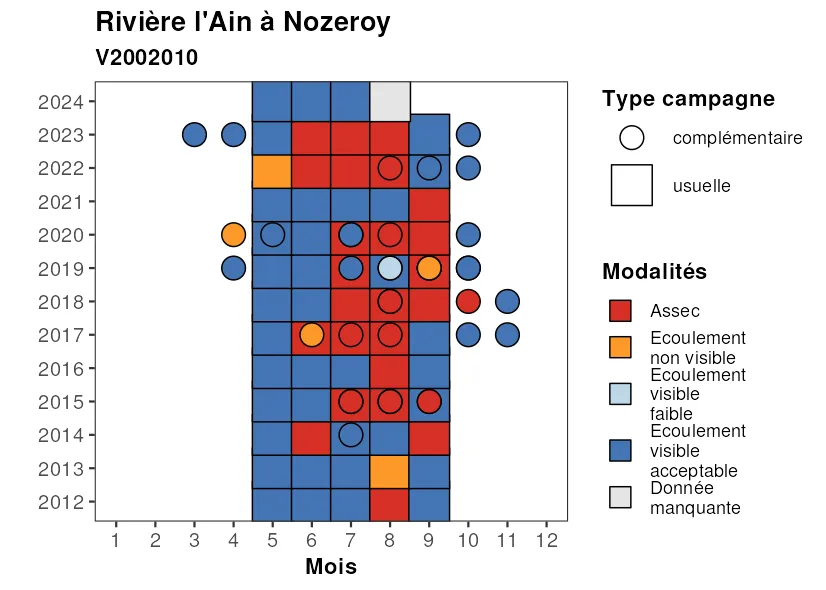 Rivière l'Ain à Nozeroy
V2002010
2024
2023
2022
2021
2020
2019
2018
2017
2016
2015
2014
2013
2012
1 2 3 4 5 6 7 8 9 10 11 12
Mois
Type campagne
complémentaire
usuelle
Modalités
Assec
Ecoulement
non visible
Ecoulement
visible
faible
Ecoulement
visible
acceptable
Donnée
manquante